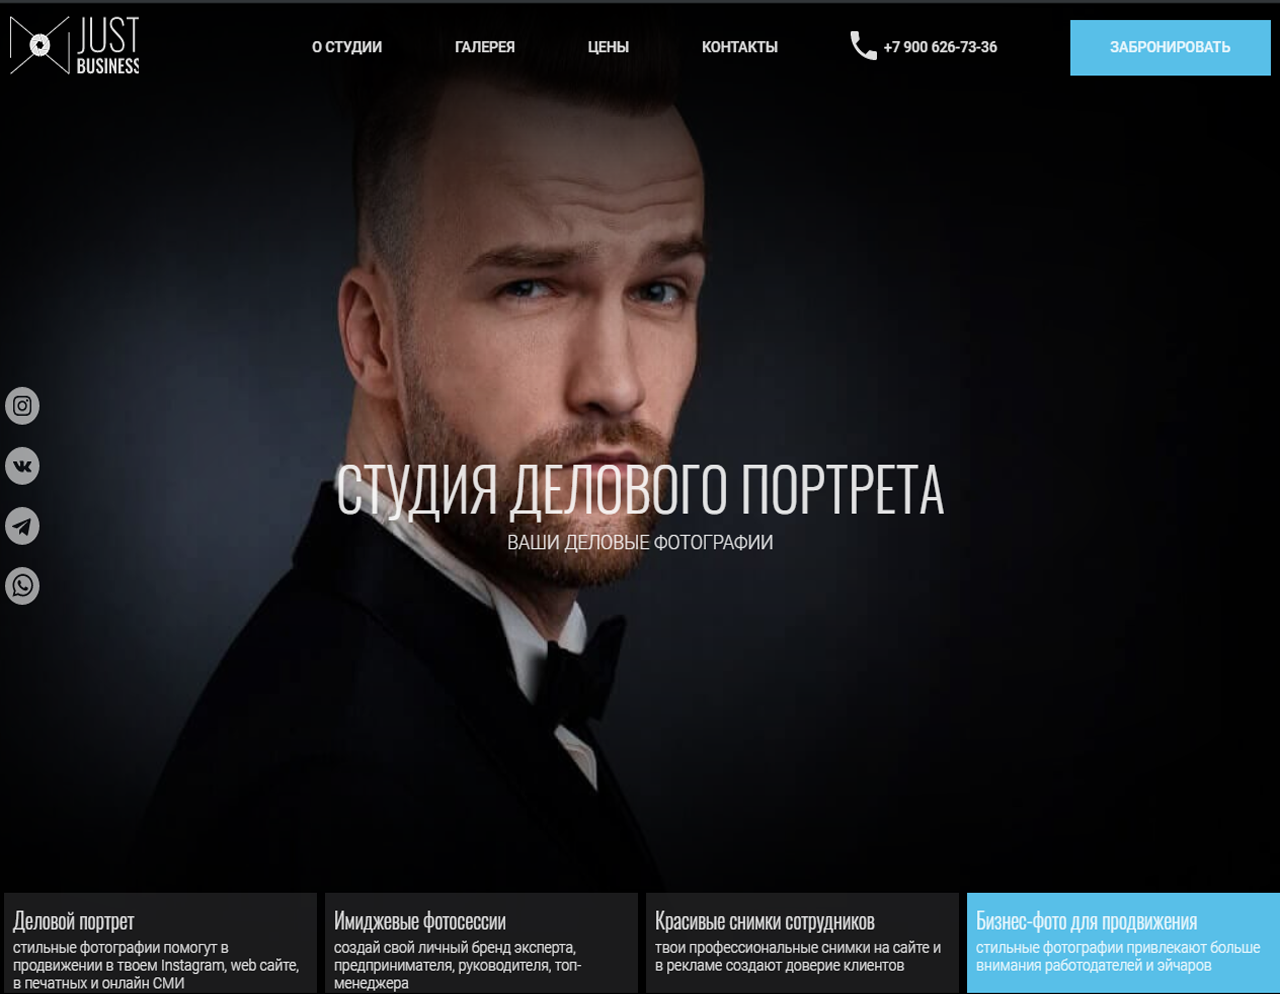 JUST
BUSINESS
О СТУДИИ
ГАЛЕРЕЯ
ЦЕНЫ
КОНТАКТЫ
+7 900 626-73-36
ЗАБРОНИРОВАТЬ
СТУДИЯ ДЕЛОВОГО ПОРТРЕТА
ВАШИ ДЕЛОВЫЕ ФОТОГРАФИИ
Деловой портрет
стильные фотографии помогут в
продвижении в твоем Instagram, web сайте,
в печатных и онлайн СМИ
Имиджевые фотосессии
создай свой личный бренд эксперта,
предпринимателя, руководителя, топ-
менеджера
Красивые снимки сотрудников
твои профессиональные снимки на сайте и
в рекламе создают доверие клиентов
Бизнес-фото для продвижения
стильные фотографии привлекают больше
внимания работодателей и эйчаров